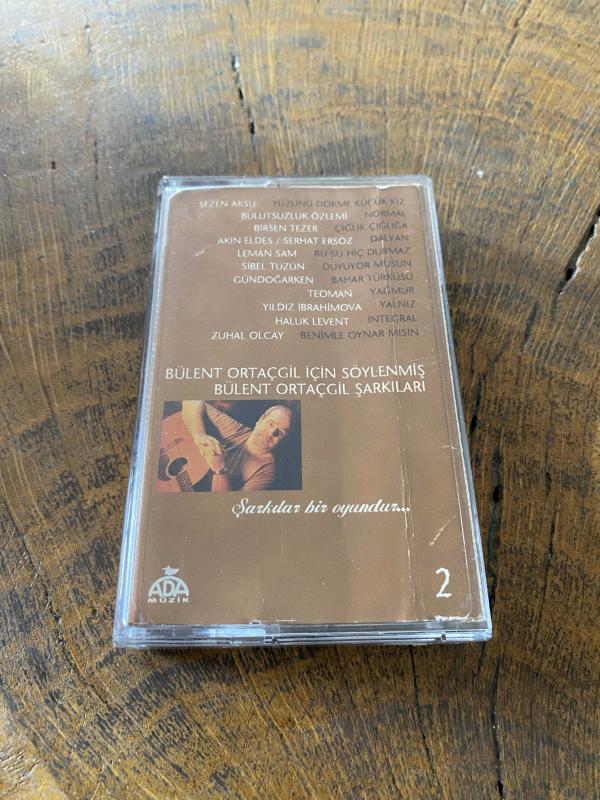 SEZEN AKSU YÜZÜNÜ DÖKME KÜÇÜK KIZ
BULUTSUZLUK ÖZLEMİ NORMAL
BİRSEN TEZER ÇIĞLIK ÇIĞLIĞA
AKIN ELDES / SERHAT ERSÖZ DALYAN
LEMAN SAM BU SU HİÇ DURMAZ
SİBEL TÜZÜN DUYUYOR MUSUN
GÜNDOĞARKEN BAHAR TÜRKÜSÜ
TEOMAN YAĞMUR
YILDIZ İBRAHİMOVA YALNIZ
HALUK LEVENT İNTEGRAL
ZUHAL OLCAY BENİMLE OYNAR MISIN
BÜLENT ORTAÇGİL İÇİN SÖYLENMİŞ
BÜLENT ORTAÇGİL ŞARKILARI
Şarkılar bir oyundur...
ADA
MÜZİK
2